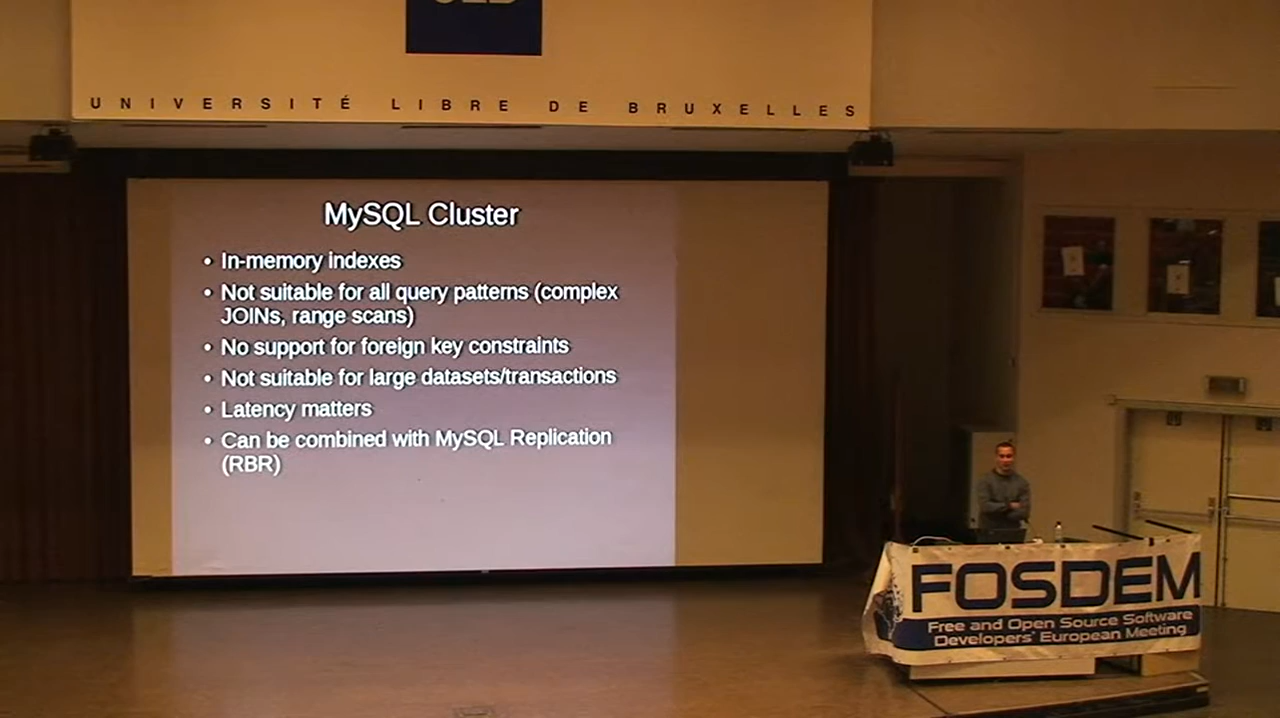 UNIVERSITÉ LIBRE DE BRUXELLES
MySQL Cluster
• In-memory indexes
• Not suitable for all query patterns (complex
JOINs, range scans)
• No support for foreign key constraints
• Not suitable for large datasets/transactions
• Latency matters
• Can be combined with MySQL Replication
(RBR)
FOSDEM
Free and Open Source Software
Developers' European Meeting